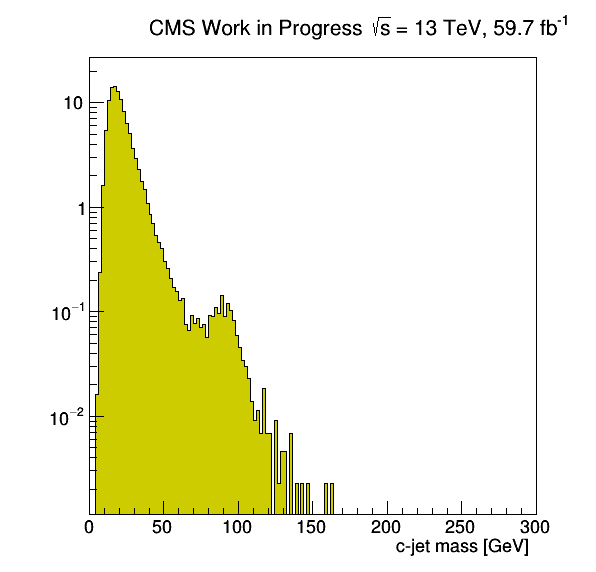 CMS Work in Progress √s = 13 TeV, 59.7 fb⁻¹
10
1
10⁻¹
10⁻²
0 50 100 150 200 250 300
c-jet mass [GeV]